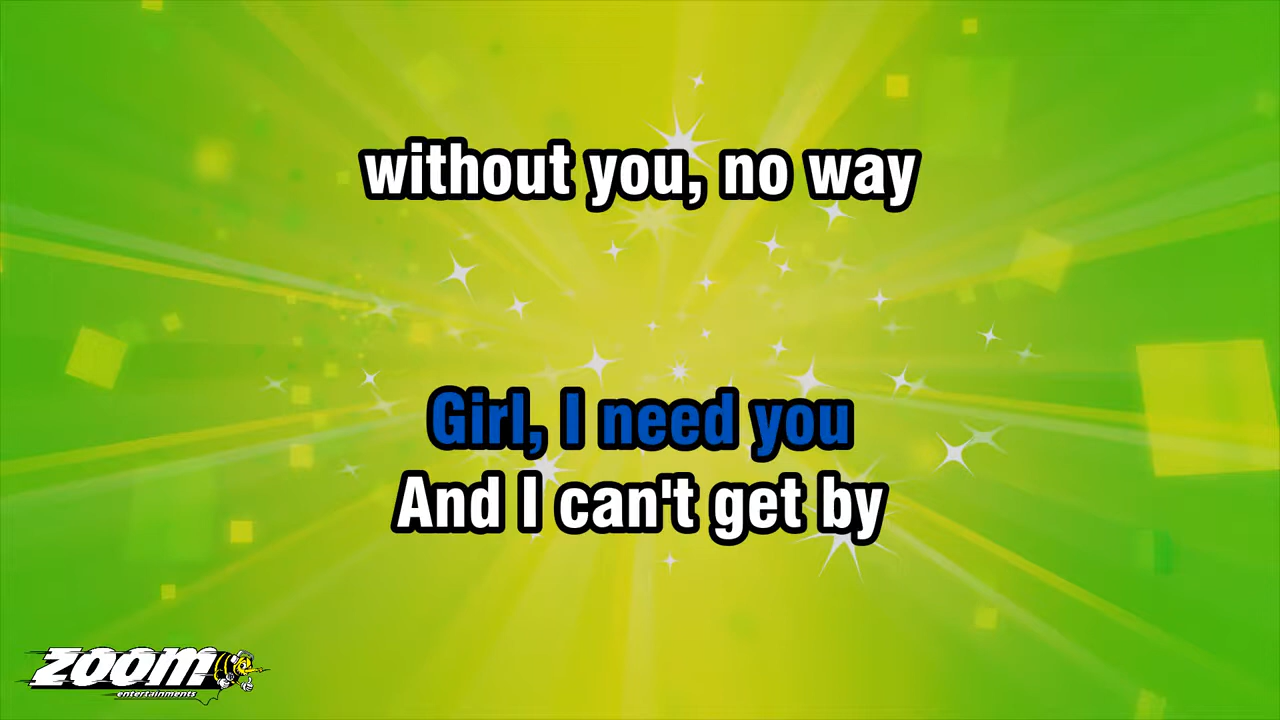 without you, no way
Girl, I need you
And I can't get by
ZOOM
entertainments